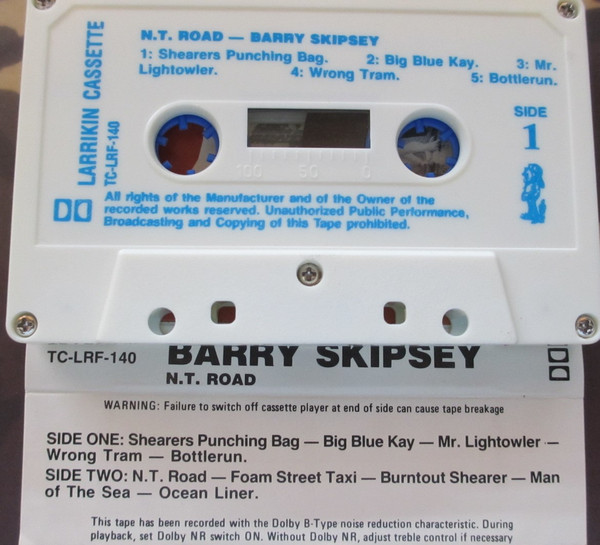 N.T. ROAD — BARRY SKIPSEY
1: Shearers Punching Bag. 2: Big Blue Kay. 3: Mr.
Lightowler. 4: Wrong Tram. 5: Bottlerun.
LARRIKIN CASSETTE
TC-LRF-140
SIDE
1
100 50 0
All rights of the Manufacturer and of the Owner of the
recorded works reserved. Unauthorized Public Performance,
Broadcasting and Copying of this Tape prohibited.
TC-LRF-140
BARRY SKIPSEY
N.T. ROAD
WARNING: Failure to switch off cassette player at end of side can cause tape breakage
SIDE ONE: Shearers Punching Bag — Big Blue Kay — Mr. Lightowler —
Wrong Tram — Bottlerun.
SIDE TWO: N.T. Road — Foam Street Taxi — Burntout Shearer — Man
of The Sea — Ocean Liner.
This tape has been recorded with the Dolby B-Type noise reduction characteristic. During
playback, set Dolby NR switch ON. Without Dolby NR, adjust treble control if necessary